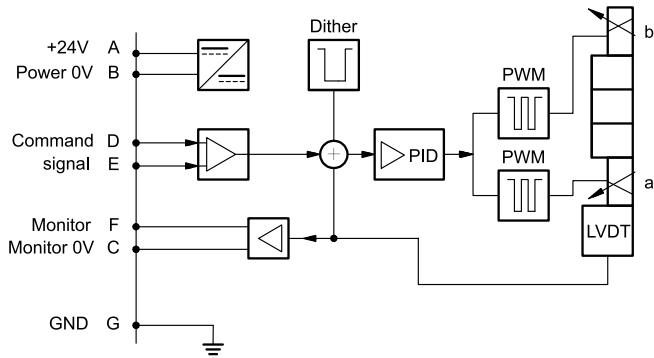 Dither
+24V A
Power 0V B
PWM
b
Command D
signal E
PID
PWM
a
Monitor F
Monitor 0V C
LVDT
GND G